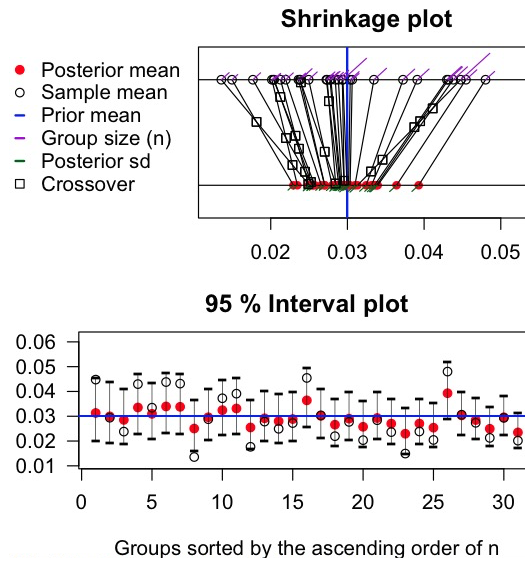 Shrinkage plot
Posterior mean
Sample mean
Prior mean
Group size (n)
Posterior sd
Crossover
0.02 0.03 0.04 0.05
95 % Interval plot
0.06
0.05
0.04
0.03
0.02
0.01
0 5 10 15 20 25 30
Groups sorted by the ascending order of n